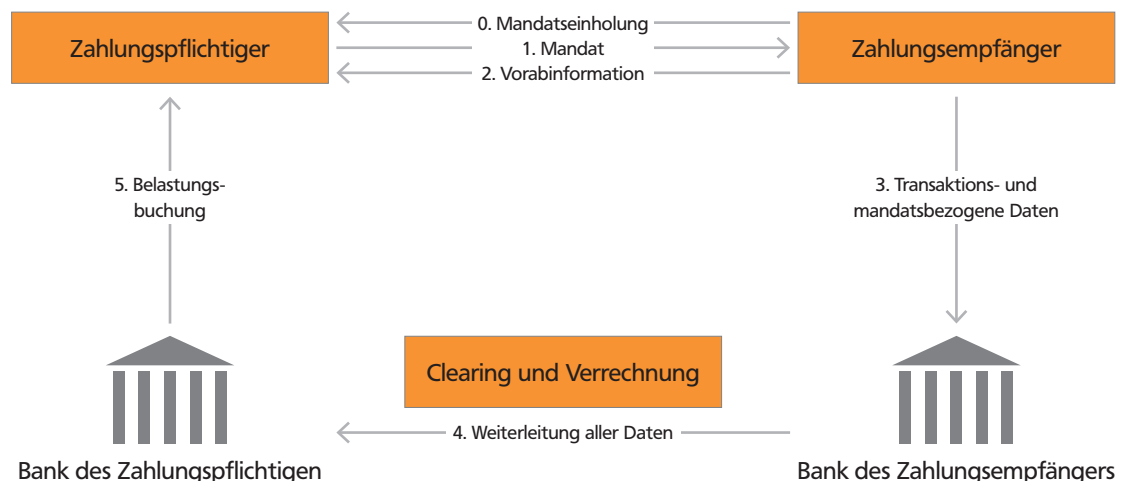 0. Mandatseinholung
Zahlungspflichtiger
1. Mandat
Zahlungsempfänger
2. Vorabinformation
5. Belastungs-
buchung
3. Transaktions- und
mandatsbezogene Daten
Clearing und Verrechnung
4. Weiterleitung aller Daten
Bank des Zahlungspflichtigen
Bank des Zahlungsempfängers